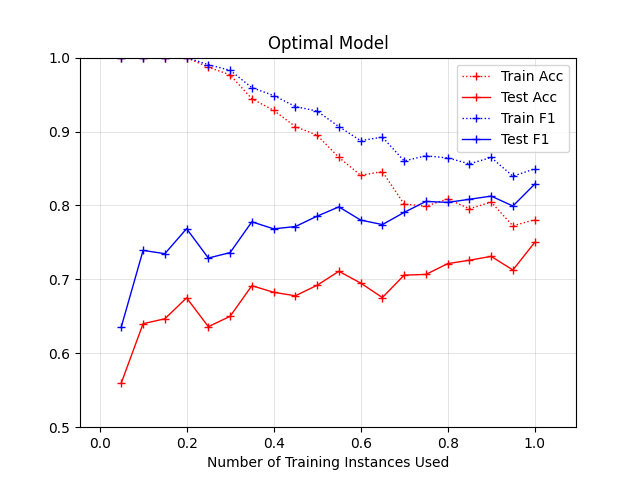 Optimal Model
1.0
0.9
0.8
0.7
0.6
0.5
Train Acc
Test Acc
Train F1
Test F1
0.0 0.2 0.4 0.6 0.8 1.0
Number of Training Instances Used